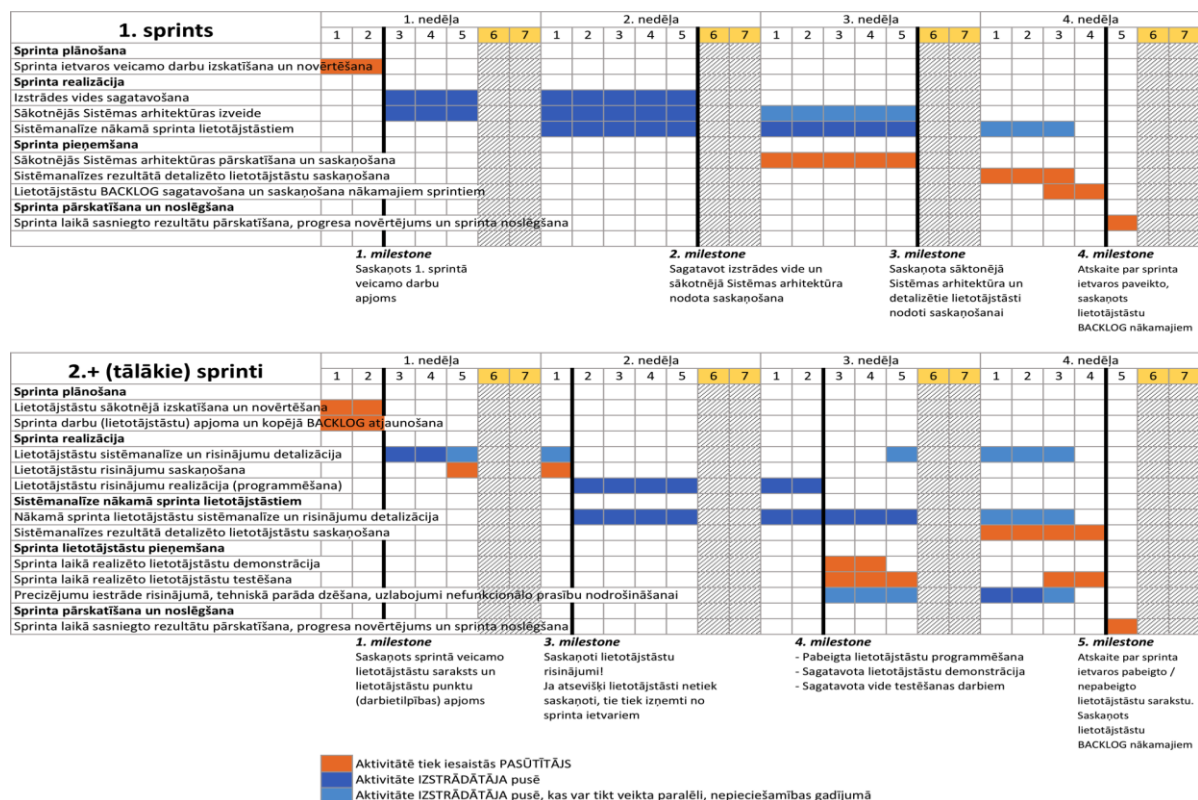 1. sprints
1. nedēļa 2. nedēļa 3. nedēļa 4. nedēļa
1 2 3 4 5 6 7 1 2 3 4 5 6 7 1 2 3 4 5 6 7 1 2 3 4 5 6 7
Sprinta plānošana
Sprinta ietvaros veicamo darbu izskatīšana un novērtēšana
Sprinta realizācija
Izstrādes vides sagatavošana
Sākotnējās Sistēmas arhitektūras izveide
Sistēmanalīze nākamā sprinta lietotājstāstiem
Sprinta pieņemšana
Sākotnējās Sistēmas arhitektūras pārskatīšana un saskaņošana
Sistēmanalīzes rezultātā detalizēto lietotājstāstu saskaņošana
Lietotājstāstu BACKLOG sagatavošana un saskaņošana nākamajiem sprintiem
Sprinta pārskatīšana un noslēgšana
Sprinta laikā sasniegto rezultātu pārskatīšana, progresa novērtējums un sprinta noslēgšana
1. milestone
Saskaņots 1. sprintā
veicamo darbu
apjoms
2. milestone
Sagatavot izstrādes vide un
sākotnējā Sistēmas arhitektūra
nodota saskaņošana
3. milestone
Saskaņota sāktonējā
Sistēmas arhitektūra un
detalizētie lietotājstāsti
nodoti saskaņošanai
4. milestone
Atskaite par sprinta
ietvaros paveikto,
saskaņots
lietotājstāstu
BACKLOG nākamajiem
2.+ (tālākie) sprinti
1. nedēļa 2. nedēļa 3. nedēļa 4. nedēļa
1 2 3 4 5 6 7 1 2 3 4 5 6 7 1 2 3 4 5 6 7 1 2 3 4 5 6 7
Sprinta plānošana
Lietotājstāstu sākotnējā izskatīšana un novērtēšana
Sprinta darbu (lietotājstāstu) apjoma un kopējā BACKLOG atjaunošana
Sprinta realizācija
Lietotājstāstu sistēmanalīze un risinājumu detalizācija
Lietotājstāstu risinājumu saskaņošana
Lietotājstāstu risinājumu realizācija (programmēšana)
Sistēmanalīze nākamā sprinta lietotājstāstiem
Nākamā sprinta lietotājstāstu sistēmanalīze un risinājumu detalizācija
Sistēmanalīzes rezultātā detalizēto lietotājstāstu saskaņošana
Sprinta lietotājstāstu pieņemšana
Sprinta laikā realizēto lietotājstāstu demonstrācija
Sprinta laikā realizēto lietotājstāstu testēšana
Precizējumu iestrāde risinājumā, tehniskā parāda dzēšana, uzlabojumi nefunkcionālo prasību nodrošināšanai
Sprinta pārskatīšana un noslēgšana
Sprinta laikā sasniegto rezultātu pārskatīšana, progresa novērtējums un sprinta noslēgšana
1. milestone
Saskaņots sprintā veicamo
lietotājstāstu saraksts un
lietotājstāstu punktu
(darbietilpības) apjoms
3. milestone
Saskaņoti lietotājstāstu
risinājumi!
Ja atsevišķi lietotājstāsti netiek
saskaņoti, tie tiek izņemti no
sprinta ietvariem
4. milestone
- Pabeigta lietotājstāstu programmēšana
- Sagatavota lietotājstāstu demonstrācija
- Sagatavota vide testēšanas darbiem
5. milestone
Atskaite par sprinta
ietvaros pabeigto /
nepabeigto
lietotājstāstu sarakstu.
Saskaņots
lietotājstāstu
BACKLOG nākamajiem
Aktivitātē tiek iesaistās PASŪTĪTĀJS
Aktivitāte IZSTRĀDĀTĀJA pusē
Aktivitāte IZSTRĀDĀTĀJA pusē, kas var tikt veikta paralēli, nepieciešamības gadījumā